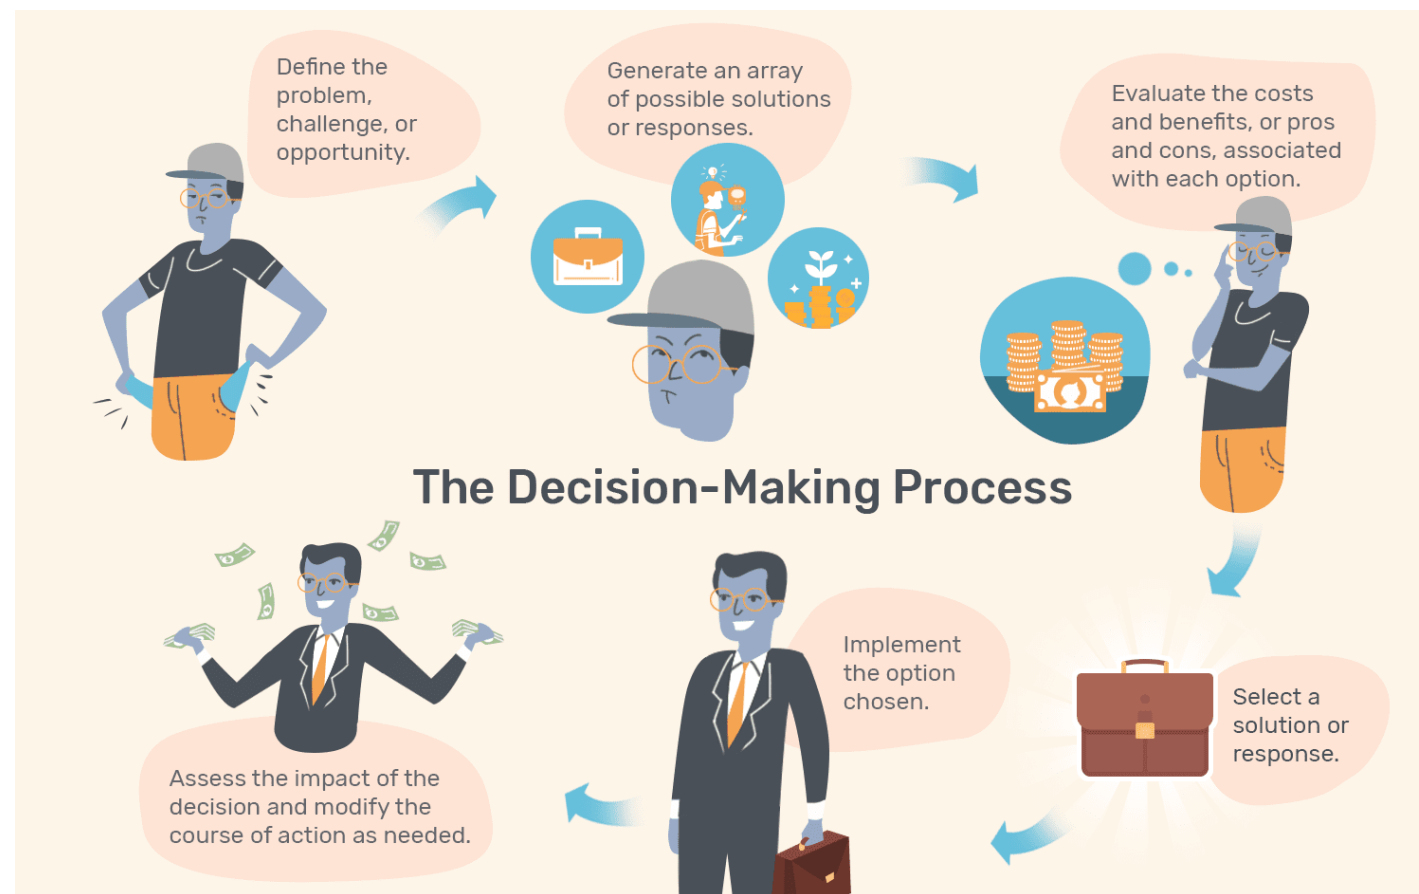 Define the
problem,
challenge, or
opportunity.
Generate an array
of possible solutions
or responses.
Evaluate the costs
and benefits, or pros
and cons, associated
with each option.
The Decision-Making Process
Select a
solution or
response.
Implement
the option
chosen.
Assess the impact of the
decision and modify the
course of action as needed.